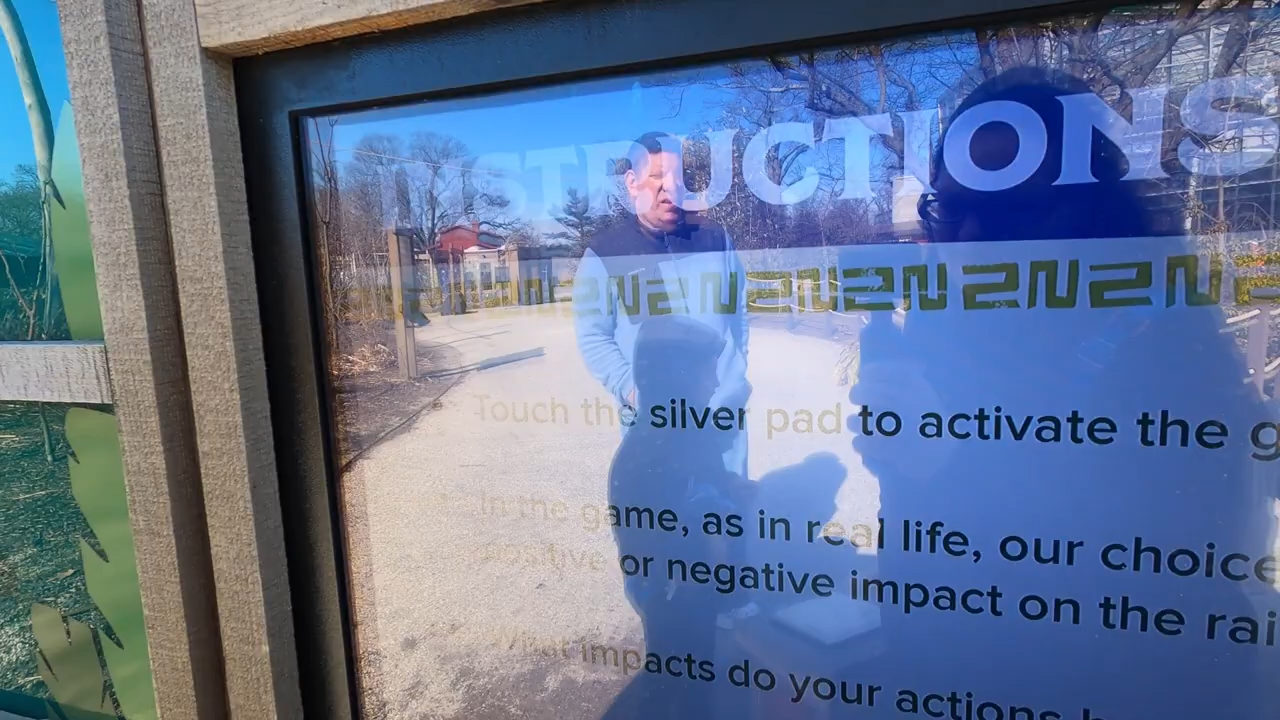 INSTRUCTIONS
Touch the silver pad to activate the g
In the game, as in real life, our choice
positive or negative impact on the rai
What impacts do your actions h